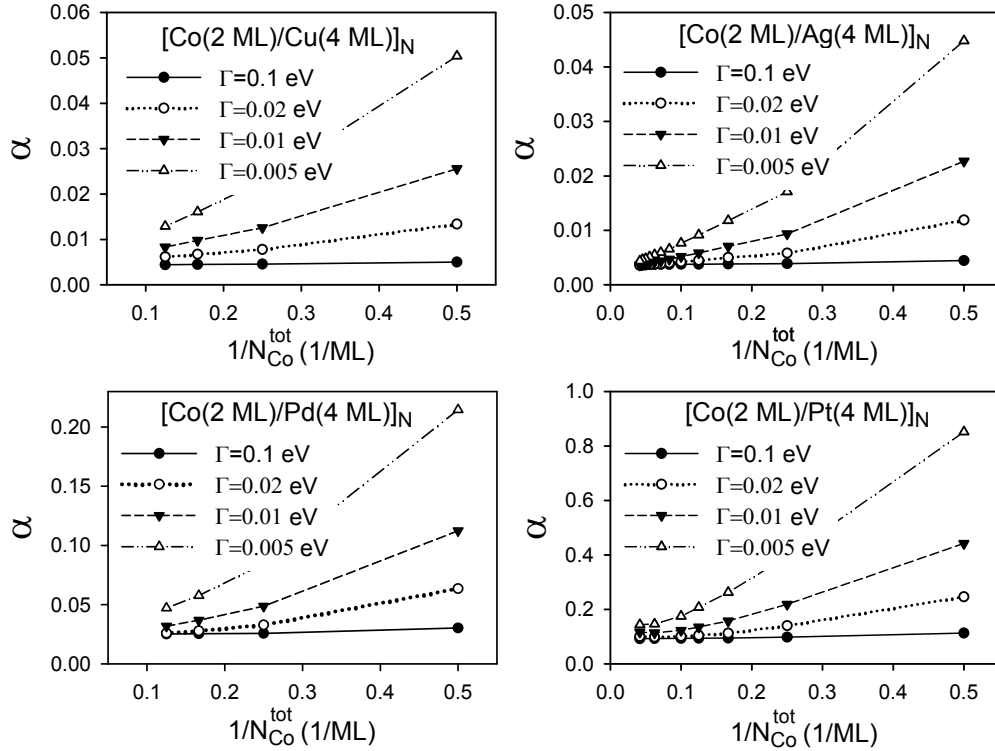 [Co(2 ML)/Cu(4 ML)]N
Γ=0.1 eV
Γ=0.02 eV
Γ=0.01 eV
Γ=0.005 eV
α
0.06
0.05
0.04
0.03
0.02
0.01
0.00
0.1 0.2 0.3 0.4 0.5
1/N_Co^tot (1/ML)
[Co(2 ML)/Ag(4 ML)]N
Γ=0.1 eV
Γ=0.02 eV
Γ=0.01 eV
Γ=0.005 eV
α
0.05
0.04
0.03
0.02
0.01
0.00
0.0 0.1 0.2 0.3 0.4 0.5
1/N_Co^tot (1/ML)
[Co(2 ML)/Pd(4 ML)]N
Γ=0.1 eV
Γ=0.02 eV
Γ=0.01 eV
Γ=0.005 eV
α
0.20
0.15
0.10
0.05
0.00
0.1 0.2 0.3 0.4 0.5
1/N_Co^tot (1/ML)
[Co(2 ML)/Pt(4 ML)]N
Γ=0.1 eV
Γ=0.02 eV
Γ=0.01 eV
Γ=0.005 eV
α
1.0
0.8
0.6
0.4
0.2
0.0
0.0 0.1 0.2 0.3 0.4 0.5
1/N_Co^tot (1/ML)